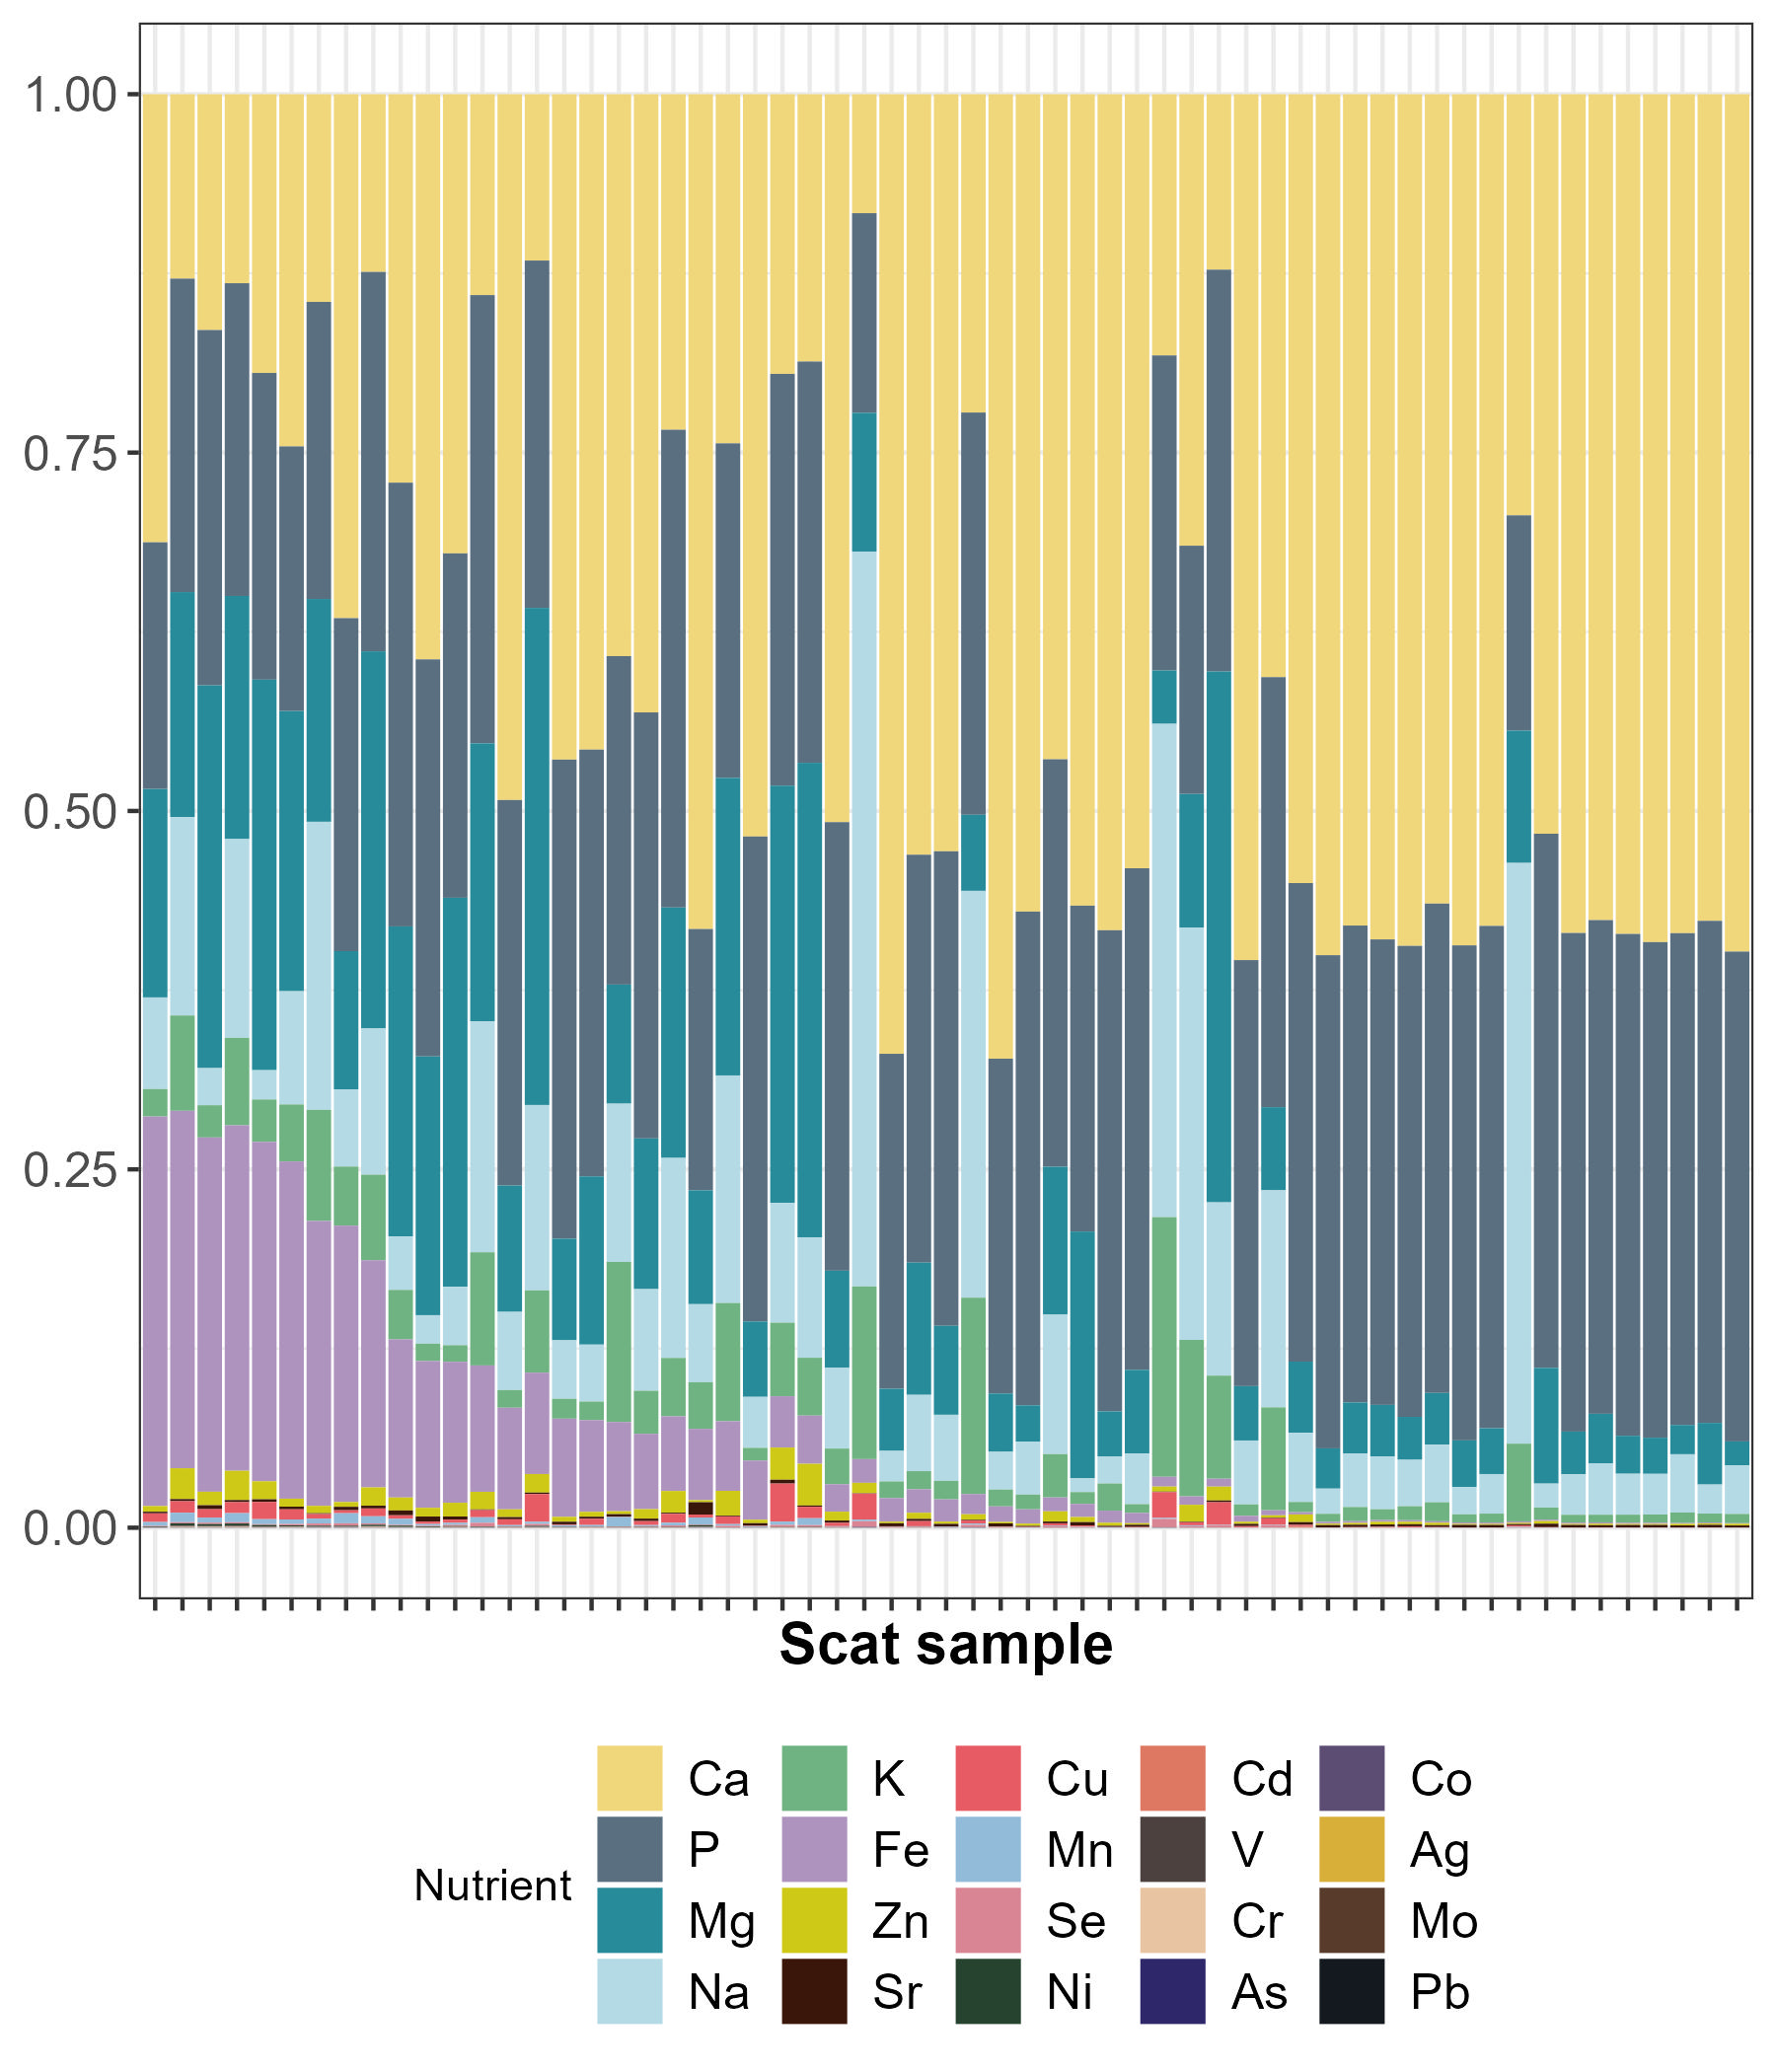 1.00
0.75
0.50
0.25
0.00
Scat sample
Nutrient
Ca K Cu Cd Co
P Fe Mn V Ag
Mg Zn Se Cr Mo
Na Sr Ni As Pb